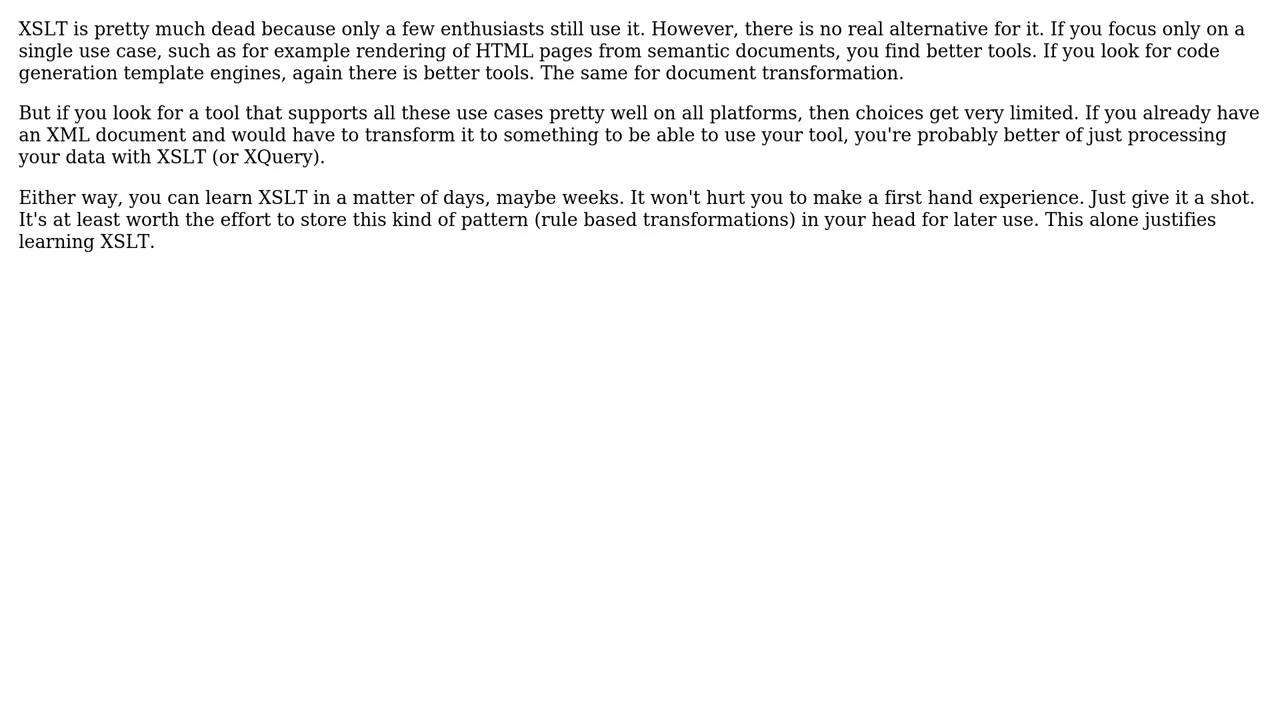 XSLT is pretty much dead because only a few enthusiasts still use it. However, there is no real alternative for it. If you focus only on a
single use case, such as for example rendering of HTML pages from semantic documents, you find better tools. If you look for code
generation template engines, again there is better tools. The same for document transformation.
But if you look for a tool that supports all these use cases pretty well on all platforms, then choices get very limited. If you already have
an XML document and would have to transform it to something to be able to use your tool, you're probably better of just processing
your data with XSLT (or XQuery).
Either way, you can learn XSLT in a matter of days, maybe weeks. It won't hurt you to make a first hand experience. Just give it a shot.
It's at least worth the effort to store this kind of pattern (rule based transformations) in your head for later use. This alone justifies
learning XSLT.